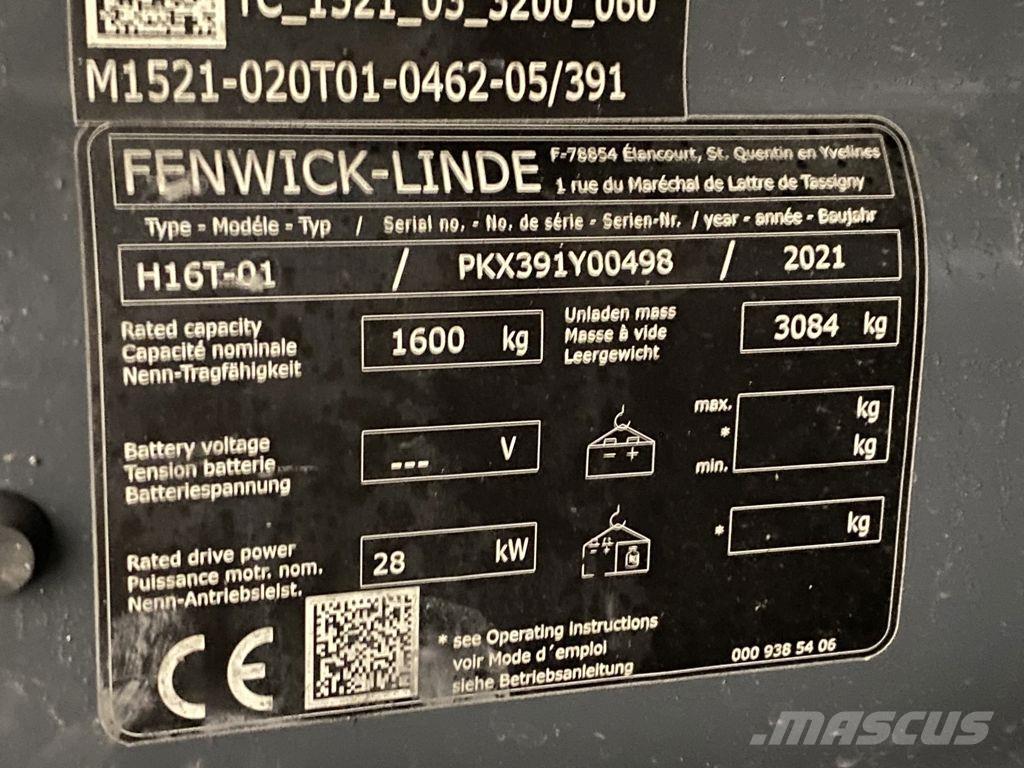 TC_1521_03_3200_060
M1521-020T01-0462-05/391
FENWICK-LINDE
F-78854 Élancourt, St. Quentin en Yvelines
1 rue du Maréchal de Lattre de Tassigny
Type - Modéle - Typ / Serial no. - No. de série - Serien-Nr. / year - année - Baujahr
H16T-01 / PKX391Y00498 / 2021
Rated capacity
Capacité nominale
Nenn-Tragfähigkeit
1600 kg
Unladen mass
Masse à vide
Leergewicht
3084 kg
Battery voltage
Tension batterie
Batteriespannung
--- V
max. kg
*
min. kg
Rated drive power
Puissance motr. nom.
Nenn-Antriebsleist.
28 kW
* kg
CE
* see Operating Instructions
voir Mode d'emploi
siehe Betriebsanleitung
000 938 54 06
MASCUS